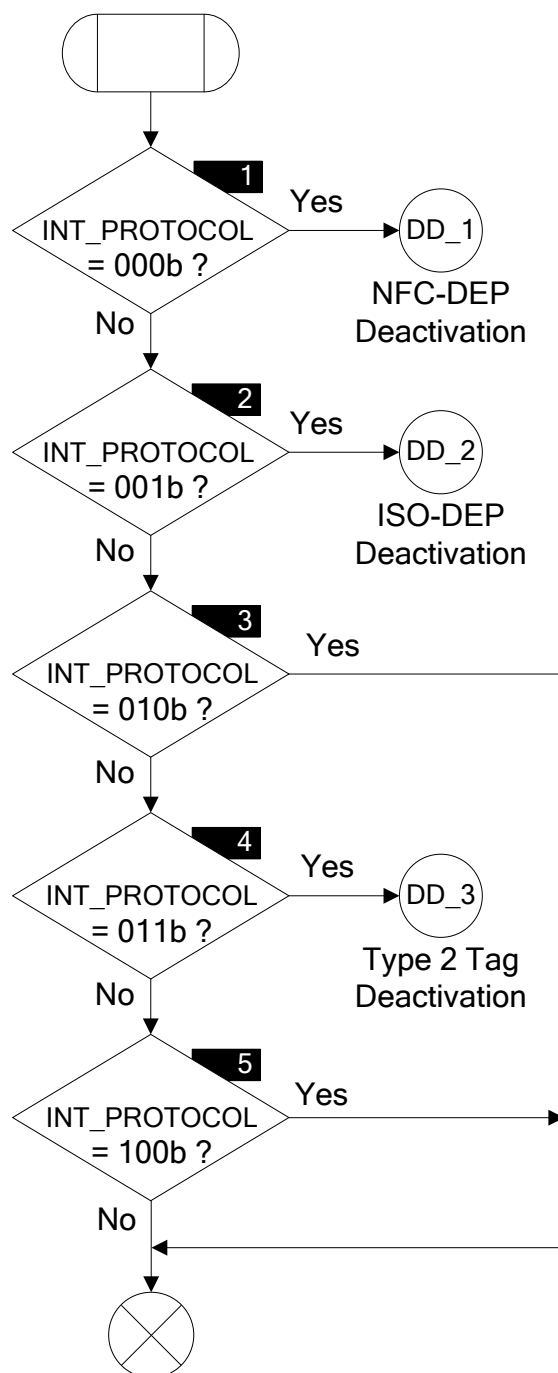 1
INT_PROTOCOL
= 000b ?
Yes
DD_1
NFC-DEP
Deactivation
No
2
INT_PROTOCOL
= 001b ?
Yes
DD_2
ISO-DEP
Deactivation
No
3
INT_PROTOCOL
= 010b ?
Yes
No
4
INT_PROTOCOL
= 011b ?
Yes
DD_3
Type 2 Tag
Deactivation
No
5
INT_PROTOCOL
= 100b ?
Yes
No